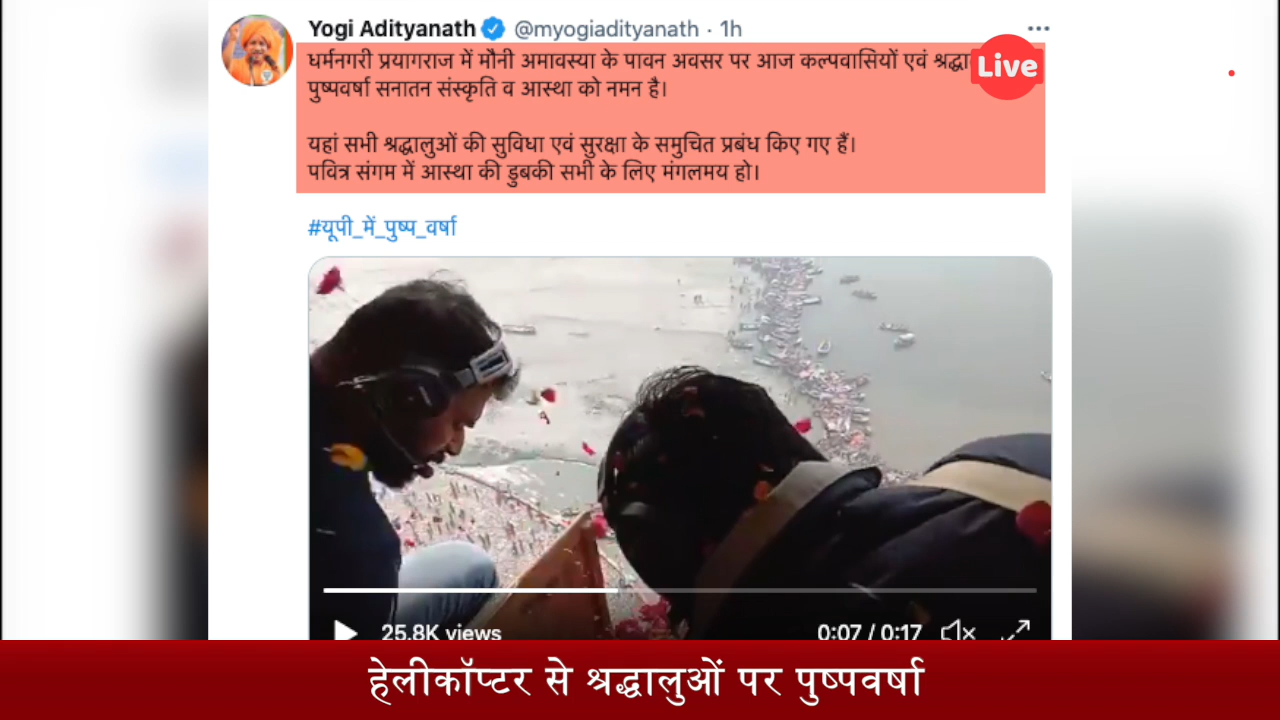 Yogi Adityanath @myogiadityanath · 1h
धर्मनगरी प्रयागराज में मौनी अमावस्या के पावन अवसर पर आज कल्पवासियों एवं
Live
पुष्पवर्षा सनातन संस्कृति व आस्था को नमन है।
यहां सभी श्रद्धालुओं की सुविधा एवं सुरक्षा के समुचित प्रबंध किए गए हैं।
पवित्र संगम में आस्था की डुबकी सभी के लिए मंगलमय हो।
#यूपी_में_पुष्प_वर्षा
25.8K views 0:07 / 0:17
हेलीकॉप्टर से श्रद्धालुओं पर पुष्पवर्षा